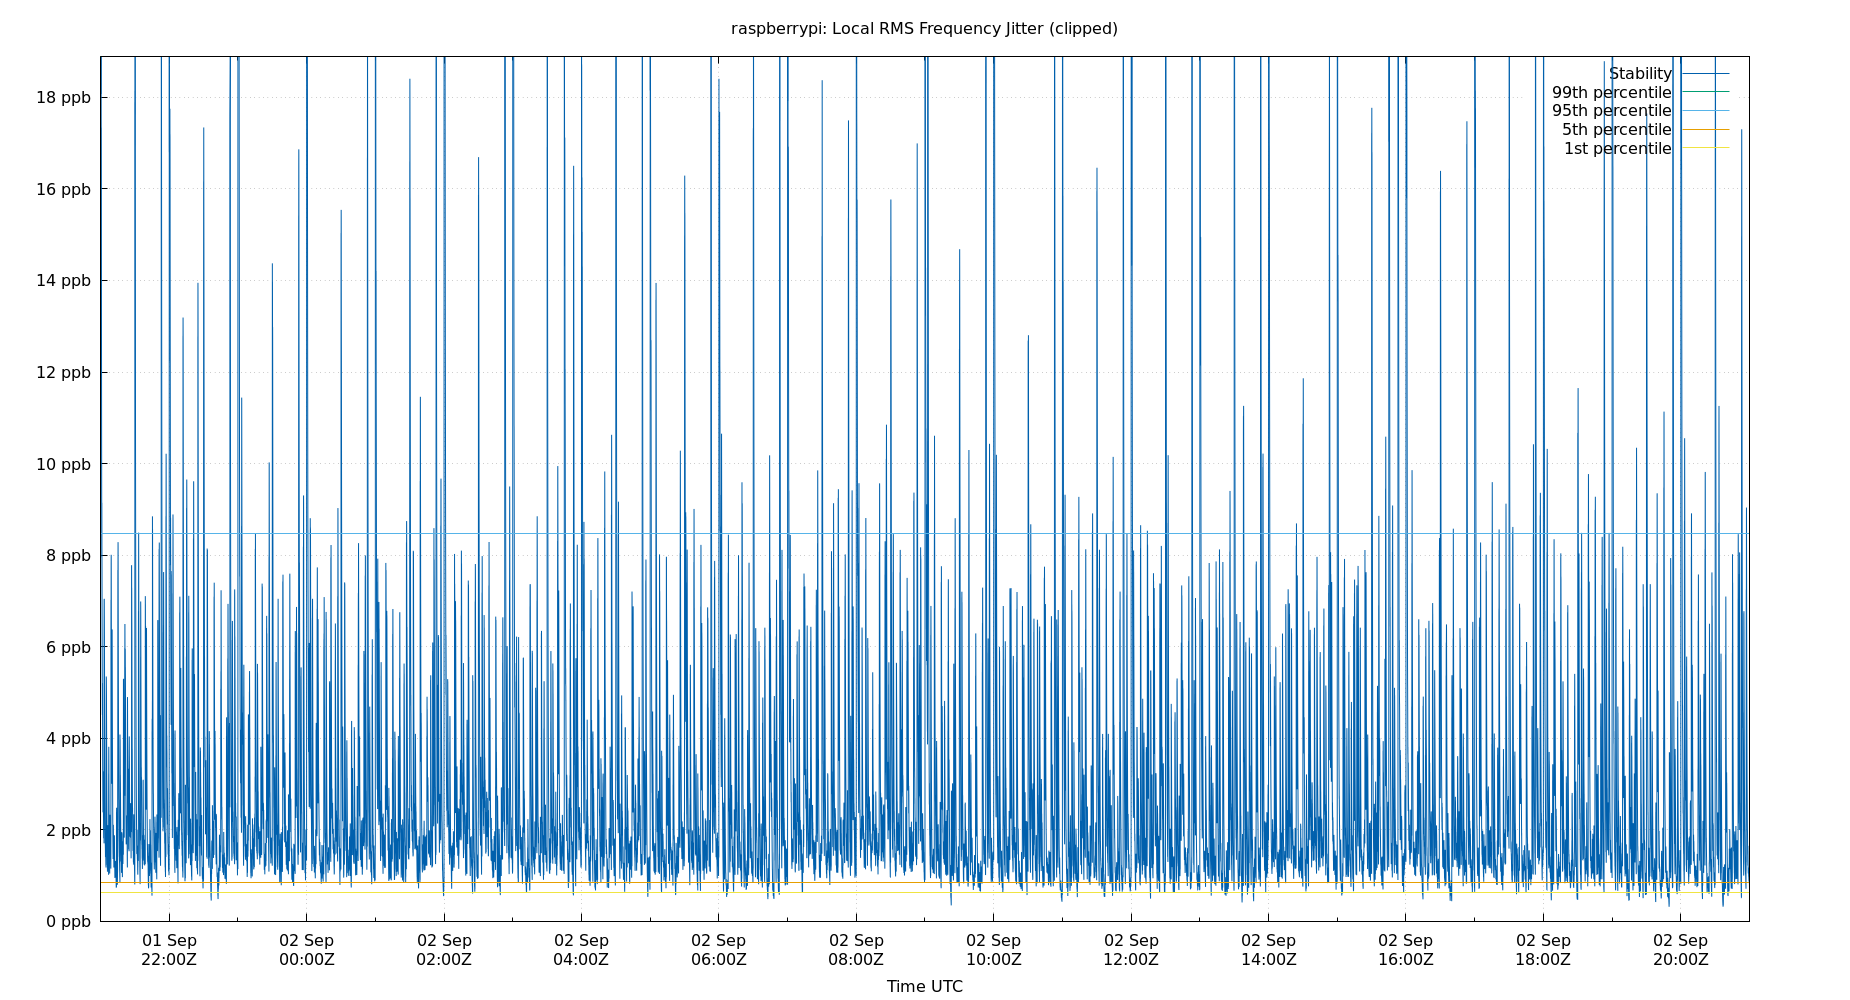 raspberrypi: Local RMS Frequency Jitter (clipped)
Stability
99th percentile
95th percentile
5th percentile
1st percentile
18 ppb
16 ppb
14 ppb
12 ppb
10 ppb
8 ppb
6 ppb
4 ppb
2 ppb
0 ppb
01 Sep 02 Sep 02 Sep 02 Sep 02 Sep 02 Sep 02 Sep 02 Sep 02 Sep 02 Sep 02 Sep 02 Sep
22:00Z 00:00Z 02:00Z 04:00Z 06:00Z 08:00Z 10:00Z 12:00Z 14:00Z 16:00Z 18:00Z 20:00Z
Time UTC